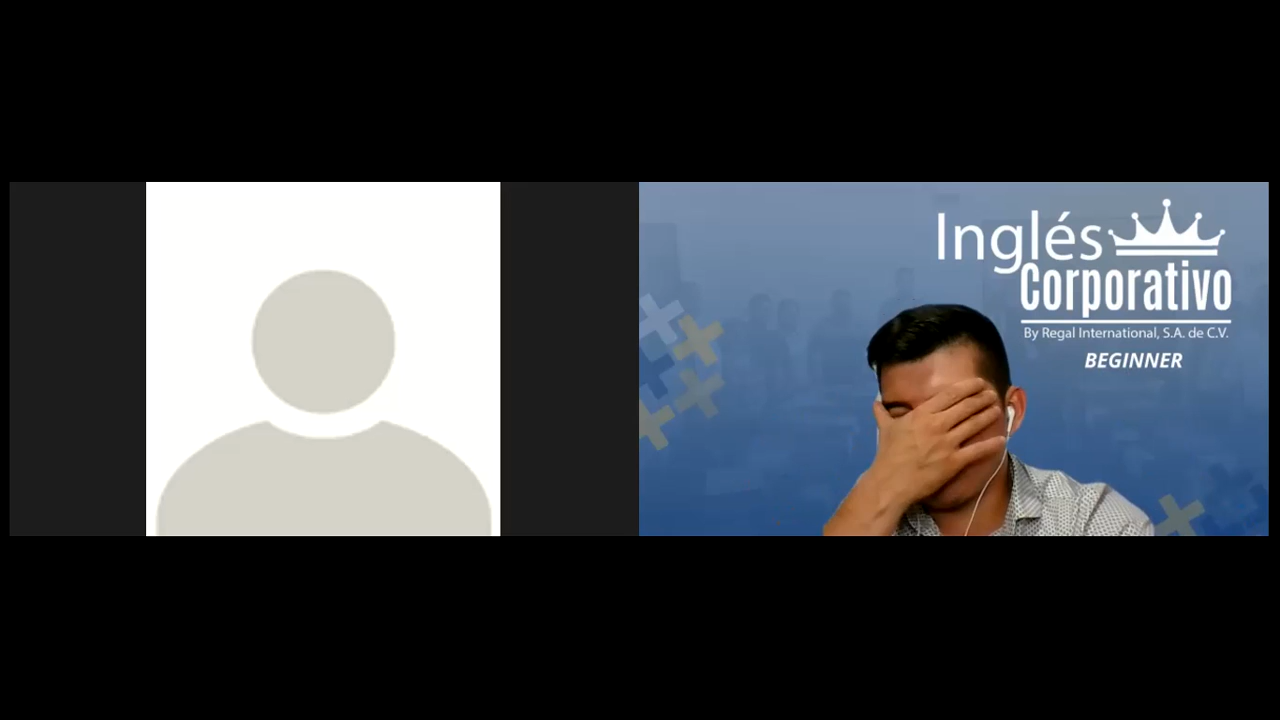 Inglés
Corporativo
By Regal International, S.A. de C.V.
BEGINNER